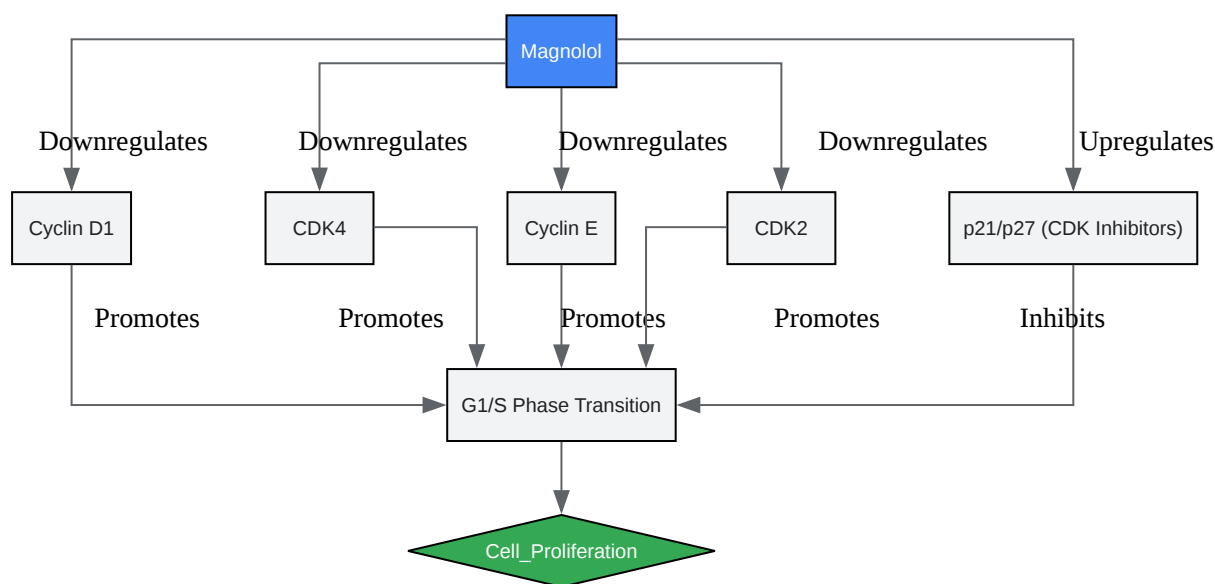 Magnolol
Downregulates
Downregulates
Downregulates
Downregulates
Upregulates
Cyclin D1
CDK4
Cyclin E
CDK2
p21/p27 (CDK Inhibitors)
Promotes
Promotes
Promotes
Promotes
Inhibits
G1/S Phase Transition
Cell_Proliferation